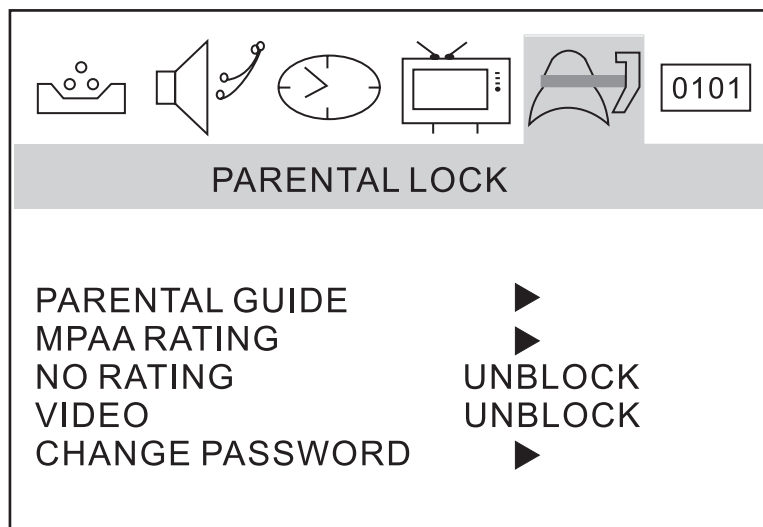 0101
PARENTAL LOCK
PARENTAL GUIDE ▶
MPAA RATING ▶
NO RATING UNBLOCK
VIDEO UNBLOCK
CHANGE PASSWORD ▶